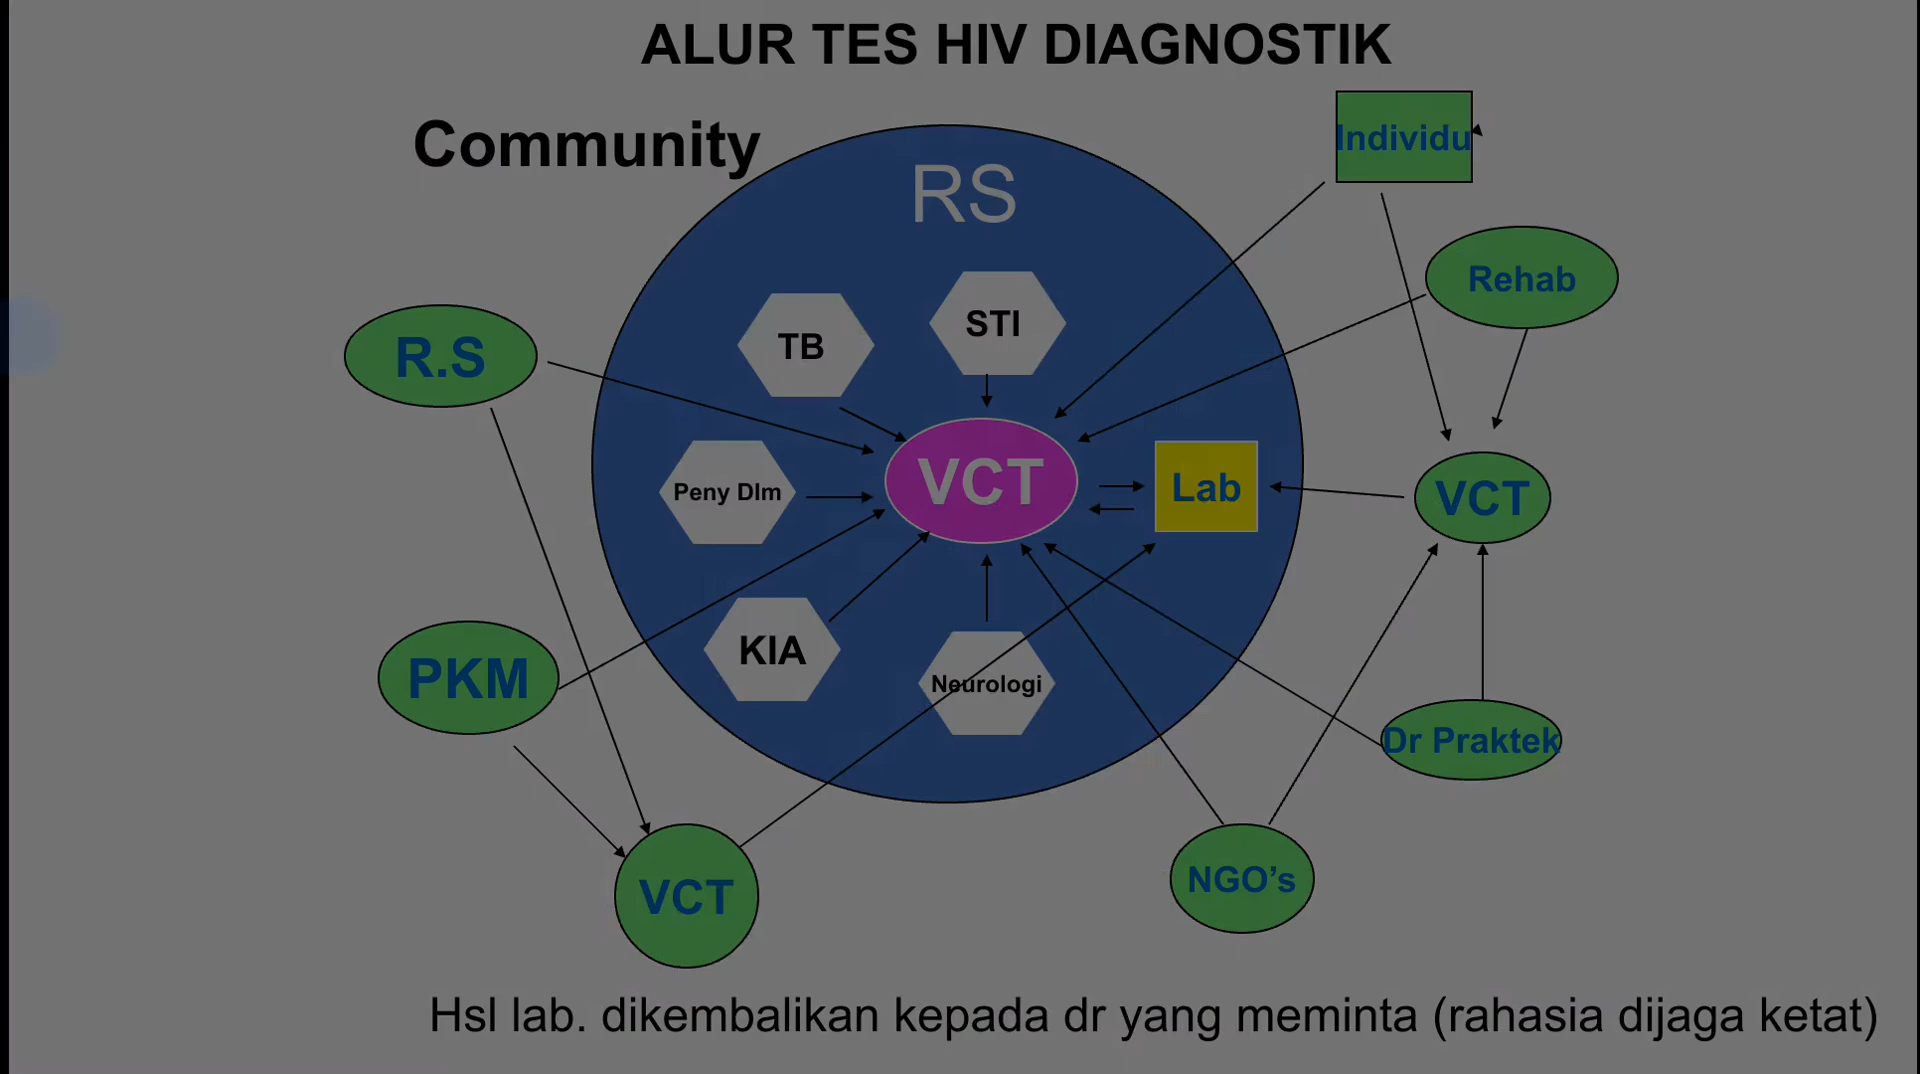 ALUR TES HIV DIAGNOSTIK
Community
Individu
RS
Rehab
STI
TB
R.S
VCT
Lab
Peny Dlm
VCT
KIA
PKM
Neurologi
Dr Praktek
NGO’s
VCT
Hsl lab. dikembalikan kepada dr yang meminta (rahasia dijaga ketat)